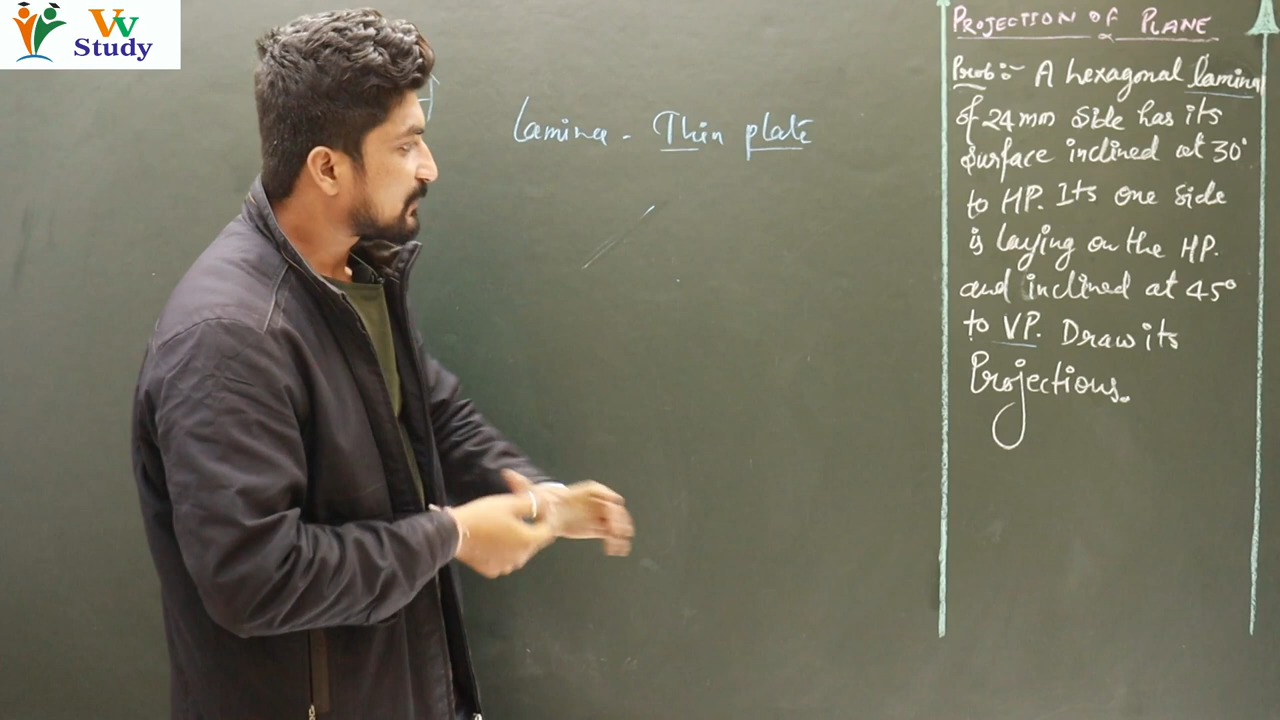 Vv
Study
Lamina - Thin plate
PROJECTION OF PLANE
Prob:- A hexagonal lamina
of 24mm side has its
surface inclined at 30°
to HP. Its one side
is laying on the HP.
and inclined at 45°
to VP. Draw its
Projections.